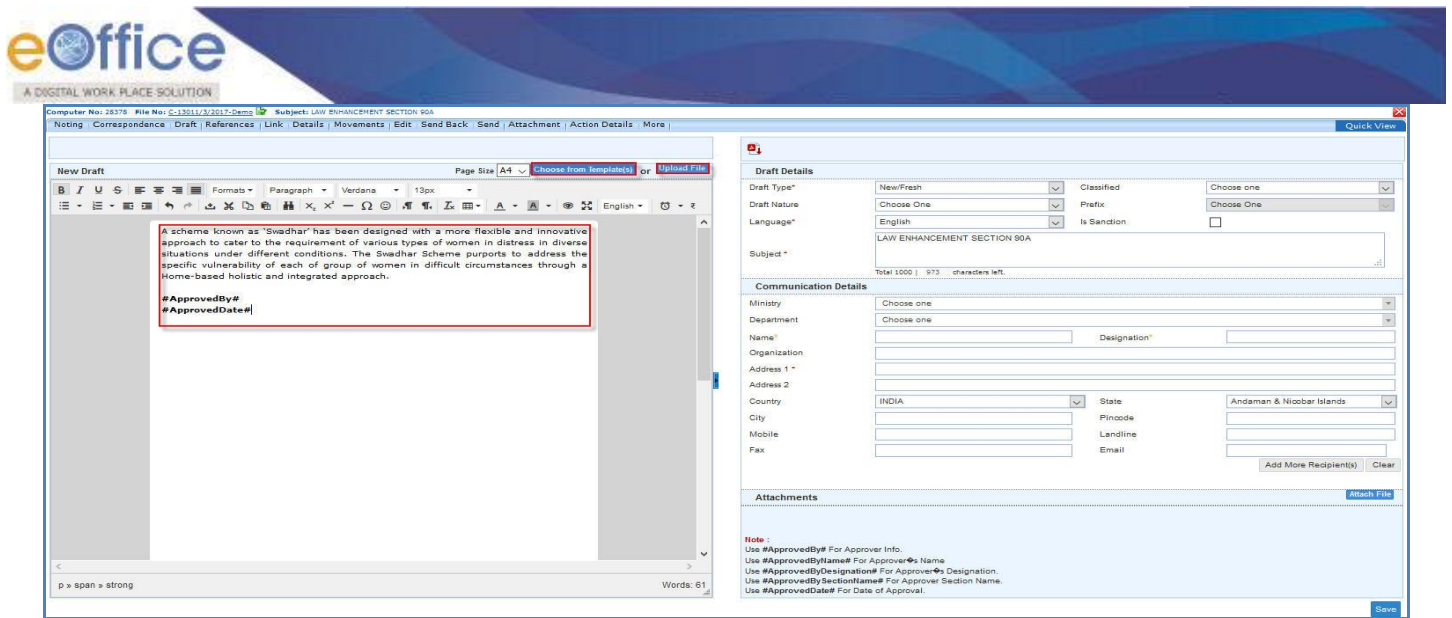 eOffice
A DIGITAL WORK PLACE SOLUTION
Computer No: 28378 File No: C-13011/3/2017-Demo Subject: LAW ENHANCEMENT SECTION 90A
Noting | Correspondence | Draft | References | Link | Details | Movements | Edit | Send Back | Send | Attachment | Action Details | More |
Quick View
New Draft Page Size A4 Choose from Template(s) or Upload File
B I U S Formats Paragraph Verdana 13px
English
A scheme known as 'Swadhar' has been designed with a more flexible and innovative
approach to cater to the requirement of various types of women in distress in diverse
situations under different conditions. The Swadhar Scheme purports to address the
specific vulnerability of each of group of women in difficult circumstances through a
Home-based holistic and integrated approach.
#ApprovedBy#
#ApprovedDate#
p » span » strong Words: 61
Draft Details
Draft Type* New/Fresh Classified Choose one
Draft Nature Choose One Prefix Choose One
Language* English Is Sanction
Subject * LAW ENHANCEMENT SECTION 90A
Total 1000 | 973 characters left.
Communication Details
Ministry Choose one
Department Choose one
Name* Designation*
Organization
Address 1 *
Address 2
Country INDIA State Andaman & Nicobar Islands
City Pincode
Mobile Landline
Fax Email
Add More Recipient(s) Clear
Attachments Attach File
Note :
Use #ApprovedBy# For Approver Info.
Use #ApprovedByName# For Approver�s Name
Use #ApprovedByDesignation# For Approver�s Designation.
Use #ApprovedBySectionName# For Approver Section Name.
Use #ApprovedDate# For Date of Approval.
Save